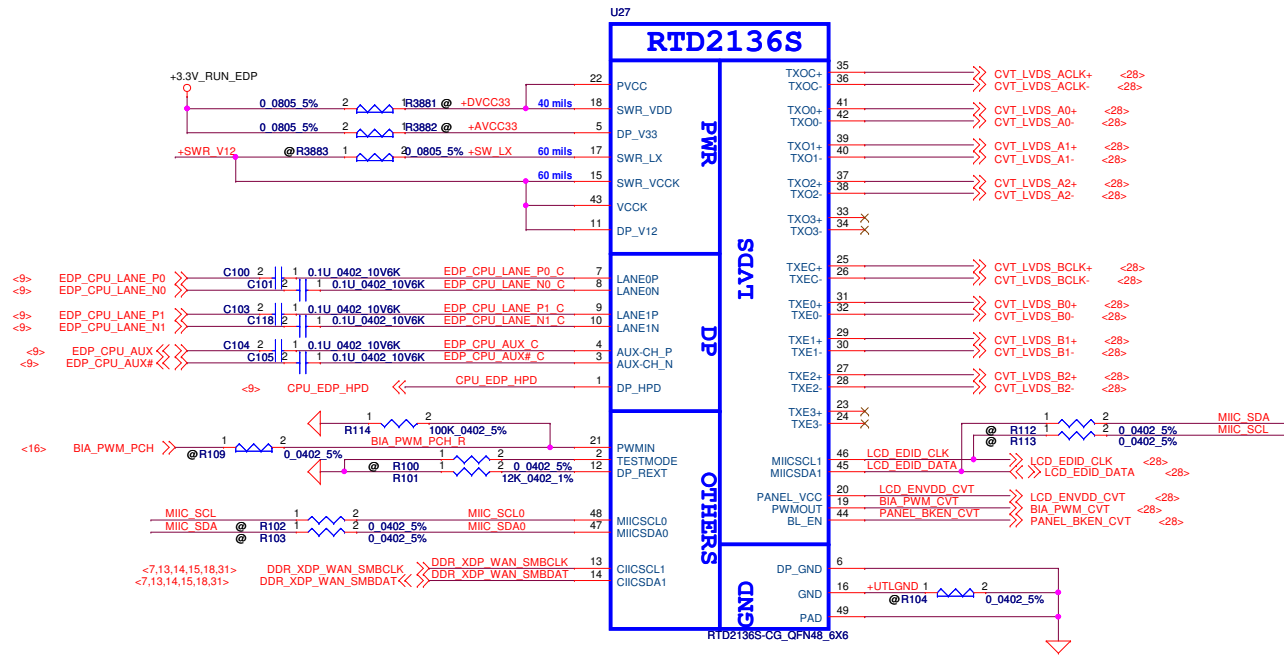 U27
RTD2136S
+3.3V_RUN_EDP
0_0805_5% 2 1 R3881 @ +DVCC33 40 mils
0_0805_5% 2 1 R3882 @ +AVCC33
+SWR_V12 @R3883 1 2 0_0805_5% +SW_LX 60 mils
60 mils
22 PVCC
18 SWR_VDD
5 DP_V33
17 SWR_LX
15 SWR_VCCK
43 VCCK
11 DP_V12
PWR
<9> EDP_CPU_LANE_P0 C100 2 1 0.1U_0402_10V6K EDP_CPU_LANE_P0_C 7 LANE0P
<9> EDP_CPU_LANE_N0 C101 2 1 0.1U_0402_10V6K EDP_CPU_LANE_N0_C 8 LANE0N
<9> EDP_CPU_LANE_P1 C103 2 1 0.1U_0402_10V6K EDP_CPU_LANE_P1_C 9 LANE1P
<9> EDP_CPU_LANE_N1 C118 2 1 0.1U_0402_10V6K EDP_CPU_LANE_N1_C 10 LANE1N
<9> EDP_CPU_AUX C104 2 1 0.1U_0402_10V6K EDP_CPU_AUX_C 4 AUX-CH_P
<9> EDP_CPU_AUX# C105 2 1 0.1U_0402_10V6K EDP_CPU_AUX#_C 3 AUX-CH_N
<9> CPU_EDP_HPD CPU_EDP_HPD 1 DP_HPD
DP
1 2
R114 100K_0402_5%
<16> BIA_PWM_PCH 1 2 BIA_PWM_PCH_R 21 PWMIN
@R109 0_0402_5%
1 2 2 TESTMODE
@ R100 0_0402_5%
1 2 12 DP_REXT
R101 12K_0402_1%
MIIC_SCL 1 2 MIIC_SCL0 48 MIICSCL0
@ R102 0_0402_5%
MIIC_SDA 1 2 MIIC_SDA0 47 MIICSDA0
@ R103 0_0402_5%
<7,13,14,15,18,31> DDR_XDP_WAN_SMBCLK DDR_XDP_WAN_SMBCLK 13 CIICSCL1
<7,13,14,15,18,31> DDR_XDP_WAN_SMBDAT DDR_XDP_WAN_SMBDAT 14 CIICSDA1
OTHERS
LVDS
TXOC+ 35 CVT_LVDS_ACLK+ <28>
TXOC- 36 CVT_LVDS_ACLK- <28>
TXO0+ 41 CVT_LVDS_A0+ <28>
TXO0- 42 CVT_LVDS_A0- <28>
TXO1+ 39 CVT_LVDS_A1+ <28>
TXO1- 40 CVT_LVDS_A1- <28>
TXO2+ 37 CVT_LVDS_A2+ <28>
TXO2- 38 CVT_LVDS_A2- <28>
TXO3+ 33
TXO3- 34
TXEC+ 25 CVT_LVDS_BCLK+ <28>
TXEC- 26 CVT_LVDS_BCLK- <28>
TXE0+ 31 CVT_LVDS_B0+ <28>
TXE0- 32 CVT_LVDS_B0- <28>
TXE1+ 29 CVT_LVDS_B1+ <28>
TXE1- 30 CVT_LVDS_B1- <28>
TXE2+ 27 CVT_LVDS_B2+ <28>
TXE2- 28 CVT_LVDS_B2- <28>
TXE3+ 23
TXE3- 24
1 2 MIIC_SDA
@ R112 0_0402_5%
1 2 MIIC_SCL
@ R113 0_0402_5%
MIICSCL1 46 LCD_EDID_CLK LCD_EDID_CLK <28>
MIICSDA1 45 LCD_EDID_DATA LCD_EDID_DATA <28>
PANEL_VCC 20 LCD_ENVDD_CVT LCD_ENVDD_CVT <28>
PWMOUT 19 BIA_PWM_CVT BIA_PWM_CVT <28>
BL_EN 44 PANEL_BKEN_CVT PANEL_BKEN_CVT <28>
GND
DP_GND 6
GND 16 +UTLGND 1 2
@R104 0_0402_5%
PAD 49
RTD2136S-CG_QFN48_6X6